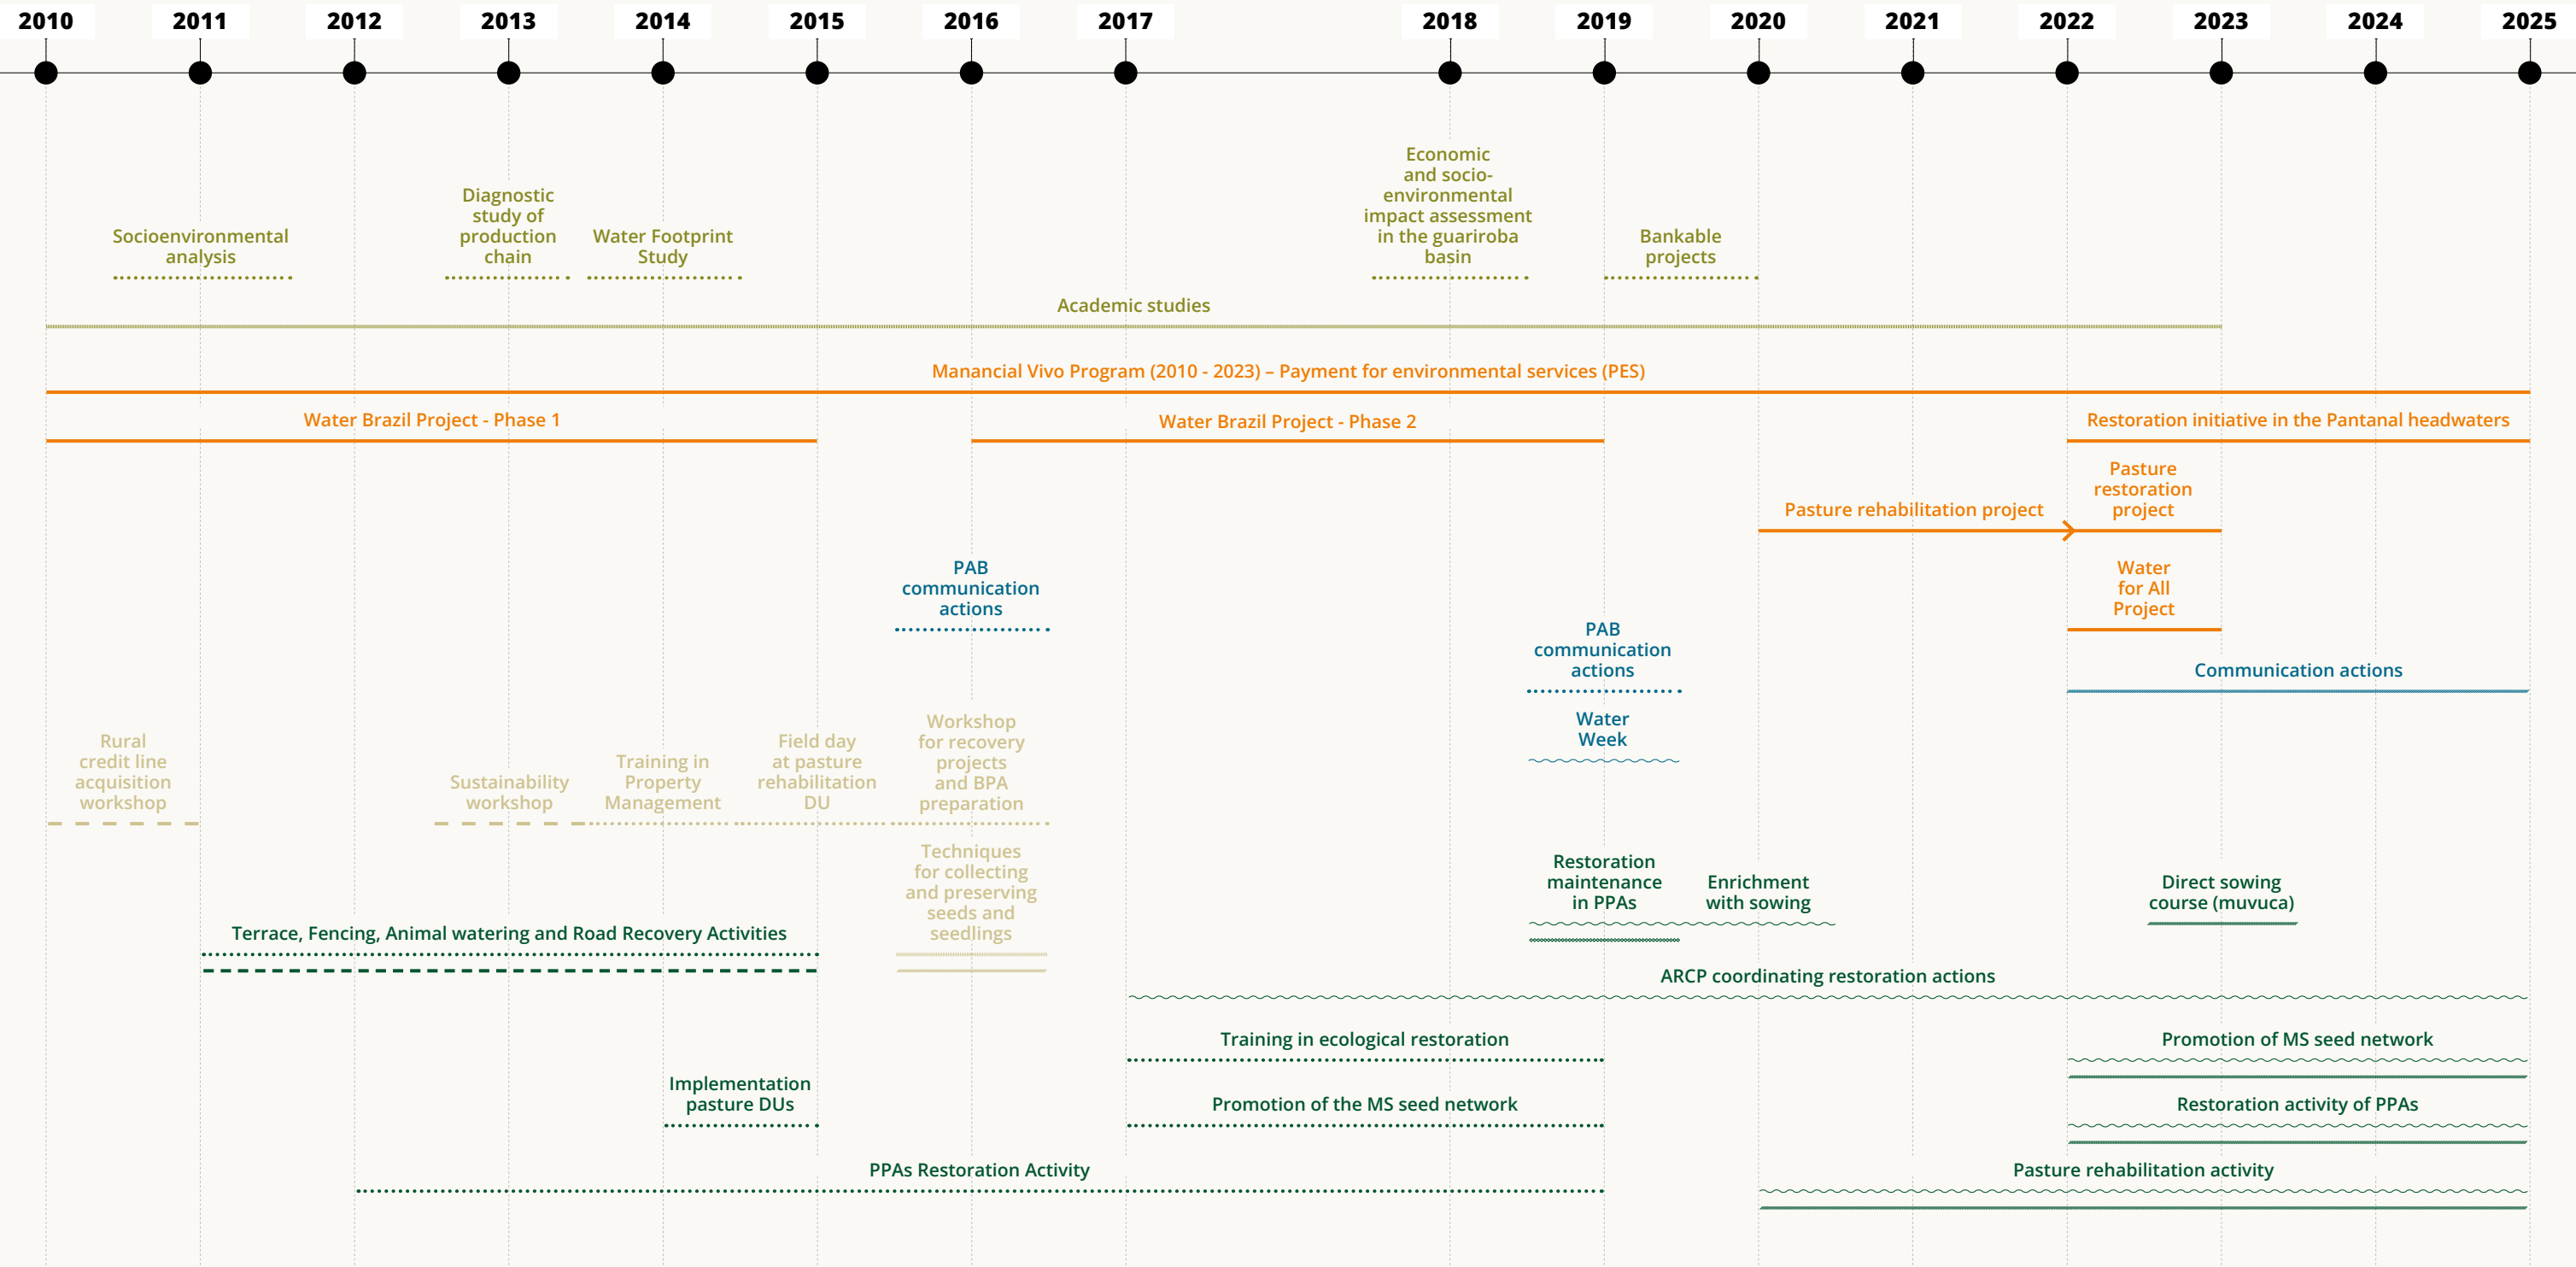 2010 2011 2012 2013 2014 2015 2016 2017 2018 2019 2020 2021 2022 2023 2024 2025
Socioenvironmental
analysis
Diagnostic
study of
production
chain
Water Footprint
Study
Economic
and socio-
environmental
impact assessment
in the guariroba
basin
Bankable
projects
Academic studies
Manancial Vivo Program (2010 - 2023) – Payment for environmental services (PES)
Water Brazil Project - Phase 1
Water Brazil Project - Phase 2
Restoration initiative in the Pantanal headwaters
Pasture rehabilitation project
Pasture
restoration
project
PAB
communication
actions
Water
for All
Project
PAB
communication
actions
Communication actions
Water
Week
Rural
credit line
acquisition
workshop
Sustainability
workshop
Training in
Property
Management
Field day
at pasture
rehabilitation
DU
Workshop
for recovery
projects
and BPA
preparation
Techniques
for collecting
and preserving
seeds and
seedlings
Restoration
maintenance
in PPAs
Enrichment
with sowing
Direct sowing
course (muvuca)
Terrace, Fencing, Animal watering and Road Recovery Activities
ARCP coordinating restoration actions
Training in ecological restoration
Promotion of MS seed network
Implementation
pasture DUs
Promotion of the MS seed network
Restoration activity of PPAs
PPAs Restoration Activity
Pasture rehabilitation activity